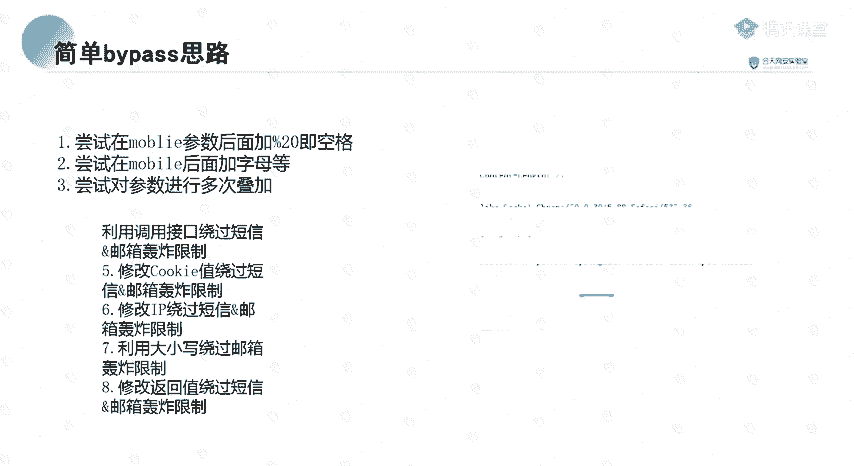 简单bypass思路
腾讯课堂
合天网安实验室
1.尝试在moblie参数后面加%20即空格
2.尝试在mobile后面加字母等
3.尝试对参数进行多次叠加
利用调用接口绕过短信
&邮箱轰炸限制
5.修改Cookie值绕过短
信&邮箱轰炸限制
6.修改IP绕过短信&邮
箱轰炸限制
7.利用大小写绕过邮箱
轰炸限制
8.修改返回值绕过短信
&邮箱轰炸限制